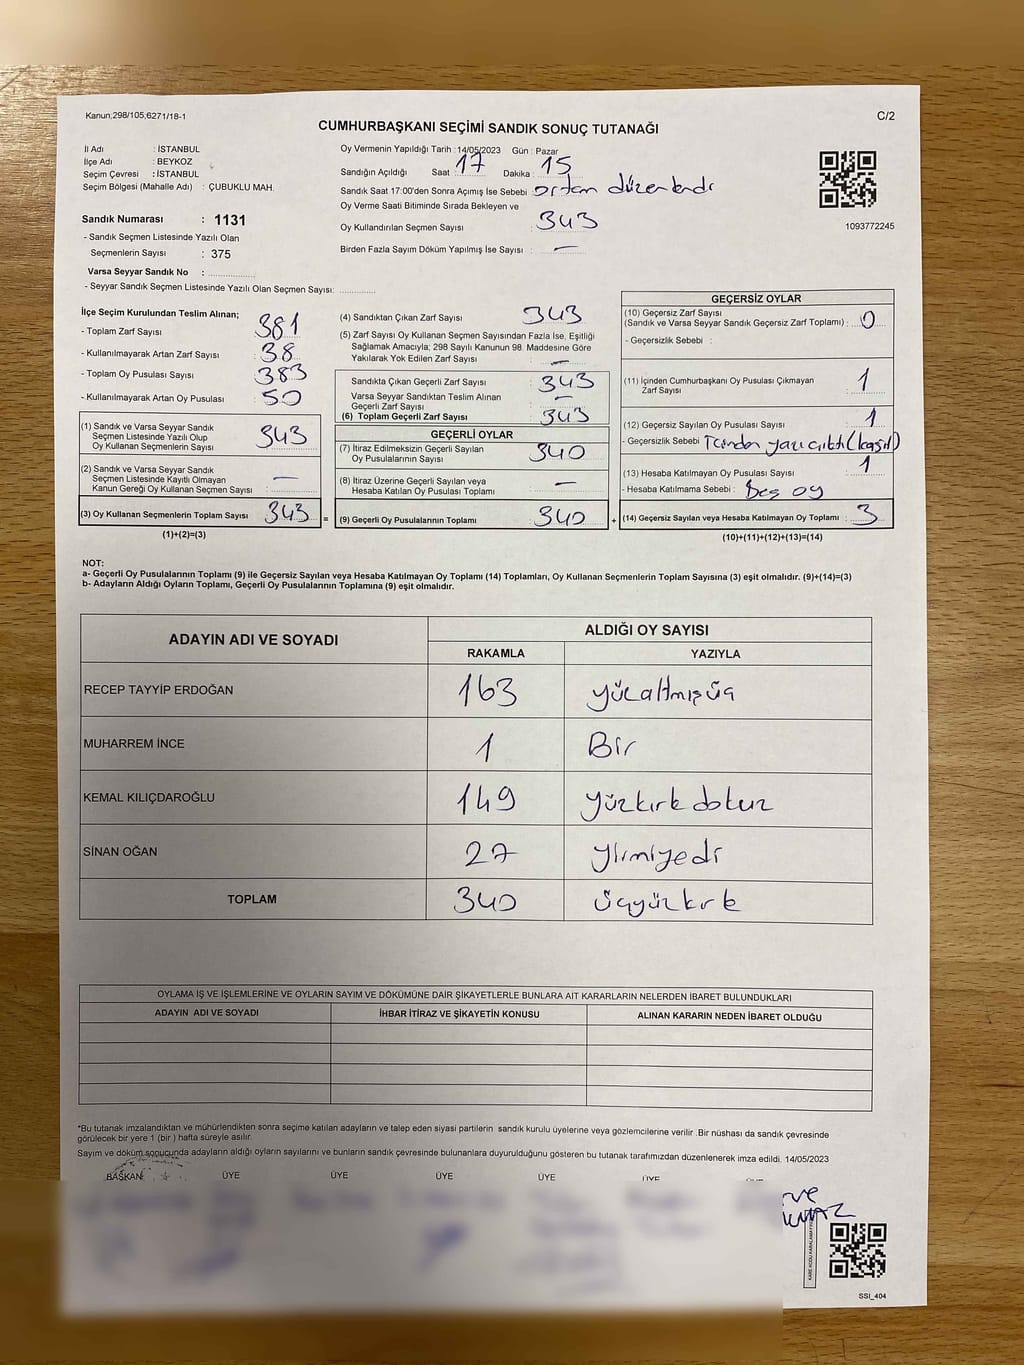 Kanun;298/105,6271/18-1
C/2
CUMHURBAŞKANI SEÇİMİ SANDIK SONUÇ TUTANAĞI
İl Adı : İSTANBUL
İlçe Adı : BEYKOZ
Seçim Çevresi : İSTANBUL
Seçim Bölgesi (Mahalle Adı) : ÇUBUKLU MAH.
Sandık Numarası : 1131
- Sandık Seçmen Listesinde Yazılı Olan
Seçmenlerin Sayısı : 375
Varsa Seyyar Sandık No :
- Seyyar Sandık Seçmen Listesinde Yazılı Olan Seçmen Sayısı:
Oy Vermenin Yapıldığı Tarih : 14/05/2023 Gün : Pazar
Sandığın Açıldığı Saat : 17 Dakika : 15
Sandık Saat 17:00'den Sonra Açımış İse Sebebi : ortam düzenlendi
Oy Verme Saati Bitiminde Sırada Bekleyen ve
Oy Kullandırılan Seçmen Sayısı : 343
Birden Fazla Sayım Döküm Yapılmış İse Sayısı : —
1093772245
İlçe Seçim Kurulundan Teslim Alınan;
- Toplam Zarf Sayısı : 381
- Kullanılmayarak Artan Zarf Sayısı : 38
- Toplam Oy Pusulası Sayısı : 383
- Kullanılmayarak Artan Oy Pusulası : 50
(1) Sandık ve Varsa Seyyar Sandık
Seçmen Listesinde Yazılı Olup
Oy Kullanan Seçmenlerin Sayısı : 343
(2) Sandık ve Varsa Seyyar Sandık
Seçmen Listesinde Kayıtlı Olmayan
Kanun Gereği Oy Kullanan Seçmen Sayısı : —
(3) Oy Kullanan Seçmenlerin Toplam Sayısı : 343 =
(1)+(2)=(3)
(4) Sandıktan Çıkan Zarf Sayısı : 343
(5) Zarf Sayısı Oy Kullanan Seçmen Sayısından Fazla İse, Eşitliği
Sağlamak Amacıyla; 298 Sayılı Kanunun 98. Maddesine Göre
Yakılarak Yok Edilen Zarf Sayısı : —
Sandıkta Çıkan Geçerli Zarf Sayısı : 343
Varsa Seyyar Sandıktan Teslim Alınan
Geçerli Zarf Sayısı : —
(6) Toplam Geçerli Zarf Sayısı : 343
GEÇERLİ OYLAR
(7) İtiraz Edilmeksizin Geçerli Sayılan
Oy Pusulalarının Sayısı : 340
(8) İtiraz Üzerine Geçerli Sayılan veya
Hesaba Katılan Oy Pusulası Toplamı : —
(9) Geçerli Oy Pusulalarının Toplamı : 340 +
GEÇERSİZ OYLAR
(10) Geçersiz Zarf Sayısı
(Sandık ve Varsa Seyyar Sandık Geçersiz Zarf Toplamı) : 0
- Geçersizlik Sebebi :
(11) İçinden Cumhurbaşkanı Oy Pusulası Çıkmayan
Zarf Sayısı : 1
(12) Geçersiz Sayılan Oy Pusulası Sayısı : 1
- Geçersizlik Sebebi : İçinden yazı çıktı
(13) Hesaba Katılmayan Oy Pusulası Sayısı : 1
- Hesaba Katılmama Sebebi : Boş oy
(14) Geçersiz Sayılan veya Hesaba Katılmayan Oy Toplamı : 3
(10)+(11)+(12)+(13)=(14)
NOT:
a- Geçerli Oy Pusulalarının Toplamı (9) ile Geçersiz Sayılan veya Hesaba Katılmayan Oy Toplamı (14) Toplamları, Oy Kullanan Seçmenlerin Toplam Sayısına (3) eşit olmalıdır. (9)+(14)=(3)
b- Adayların Aldığı Oyların Toplamı, Geçerli Oy Pusulalarının Toplamına (9) eşit olmalıdır.
ADAYIN ADI VE SOYADI ALDIĞI OY SAYISI
RAKAMLA YAZIYLA
RECEP TAYYİP ERDOĞAN 163 yüzaltmışüç
MUHARREM İNCE 1 Bir
KEMAL KILIÇDAROĞLU 149 yüzkırk dokuz
SİNAN OĞAN 27 Yirmiyedi
TOPLAM 340 üçyüzkırk
OYLAMA İŞ VE İŞLEMLERİNE VE OYLARIN SAYIM VE DÖKÜMÜNE DAİR ŞİKAYETLERLE BUNLARA AİT KARARLARIN NELERDEN İBARET BULUNDUKLARI
ADAYIN ADI VE SOYADI İHBAR İTİRAZ VE ŞİKAYETİN KONUSU ALINAN KARARIN NEDEN İBARET OLDUĞU
*Bu tutanak imzalandıktan ve mühürlendikten sonra seçime katılan adayların ve talep eden siyasi partilerin sandık kurulu üyelerine veya gözlemcilerine verilir .Bir nüshası da sandık çevresinde
görülecek bir yere 1 (bir ) hafta süreyle asılır.
Sayım ve döküm sonucunda adayların aldığı oyların sayılarını ve bunların sandık çevresinde bulunanlara duyurulduğunu gösteren bu tutanak tarafımızdan düzenlenerek imza edildi. 14/05/2023
BAŞKAN ÜYE ÜYE ÜYE ÜYE ÜYE
SSI_404